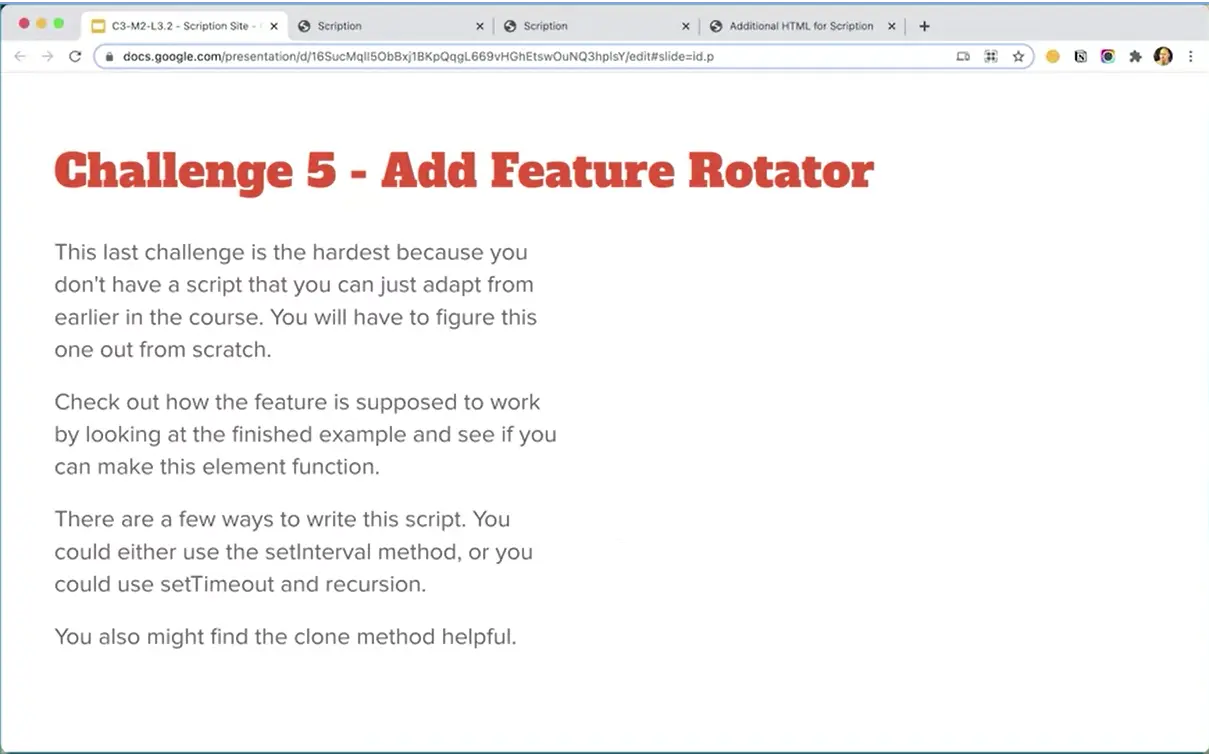 C3-M2-L3.2 - Scription Site -
Scription
Scription
Additional HTML for Scription
docs.google.com/presentation/d/16SucMqIl5ObBxj1BKpQqgL669vHGhEtswOuNQ3hplsY/edit#slide=id.p
Challenge 5 - Add Feature Rotator
This last challenge is the hardest because you
don't have a script that you can just adapt from
earlier in the course. You will have to figure this
one out from scratch.
Check out how the feature is supposed to work
by looking at the finished example and see if you
can make this element function.
There are a few ways to write this script. You
could either use the setInterval method, or you
could use setTimeout and recursion.
You also might find the clone method helpful.